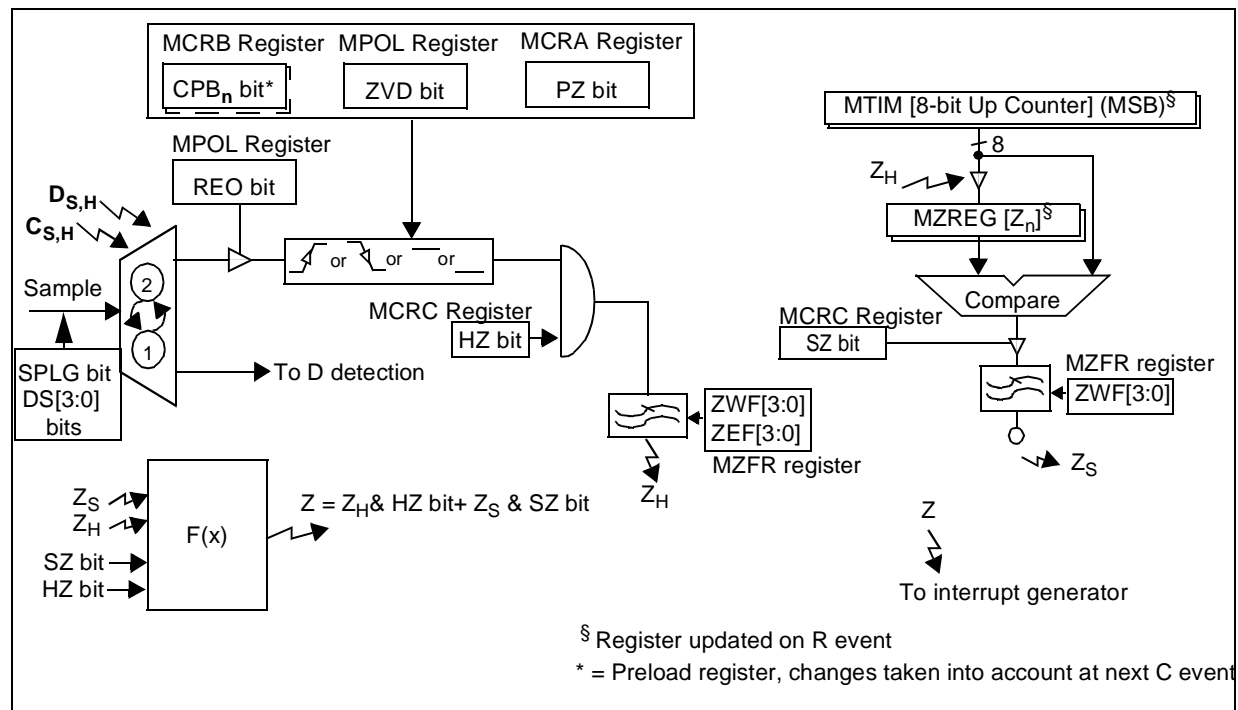 MCRB Register MPOL Register MCRA Register
CPBn bit* ZVD bit PZ bit
MTIM [8-bit Up Counter] (MSB)§
8
MPOL Register
REO bit
ZH
MZREG [Zn]§
DS,H
CS,H
or or or
Sample
2
1
Compare
MCRC Register
HZ bit
MCRC Register
SZ bit
SPLG bit
DS[3:0]
bits
To D detection
MZFR register
ZWF[3:0]
ZWF[3:0]
ZEF[3:0]
MZFR register
ZH
ZS
ZS
ZH
SZ bit
HZ bit
F(x)
Z = ZH& HZ bit+ ZS & SZ bit
Z
To interrupt generator
§ Register updated on R event
* = Preload register, changes taken into account at next C event